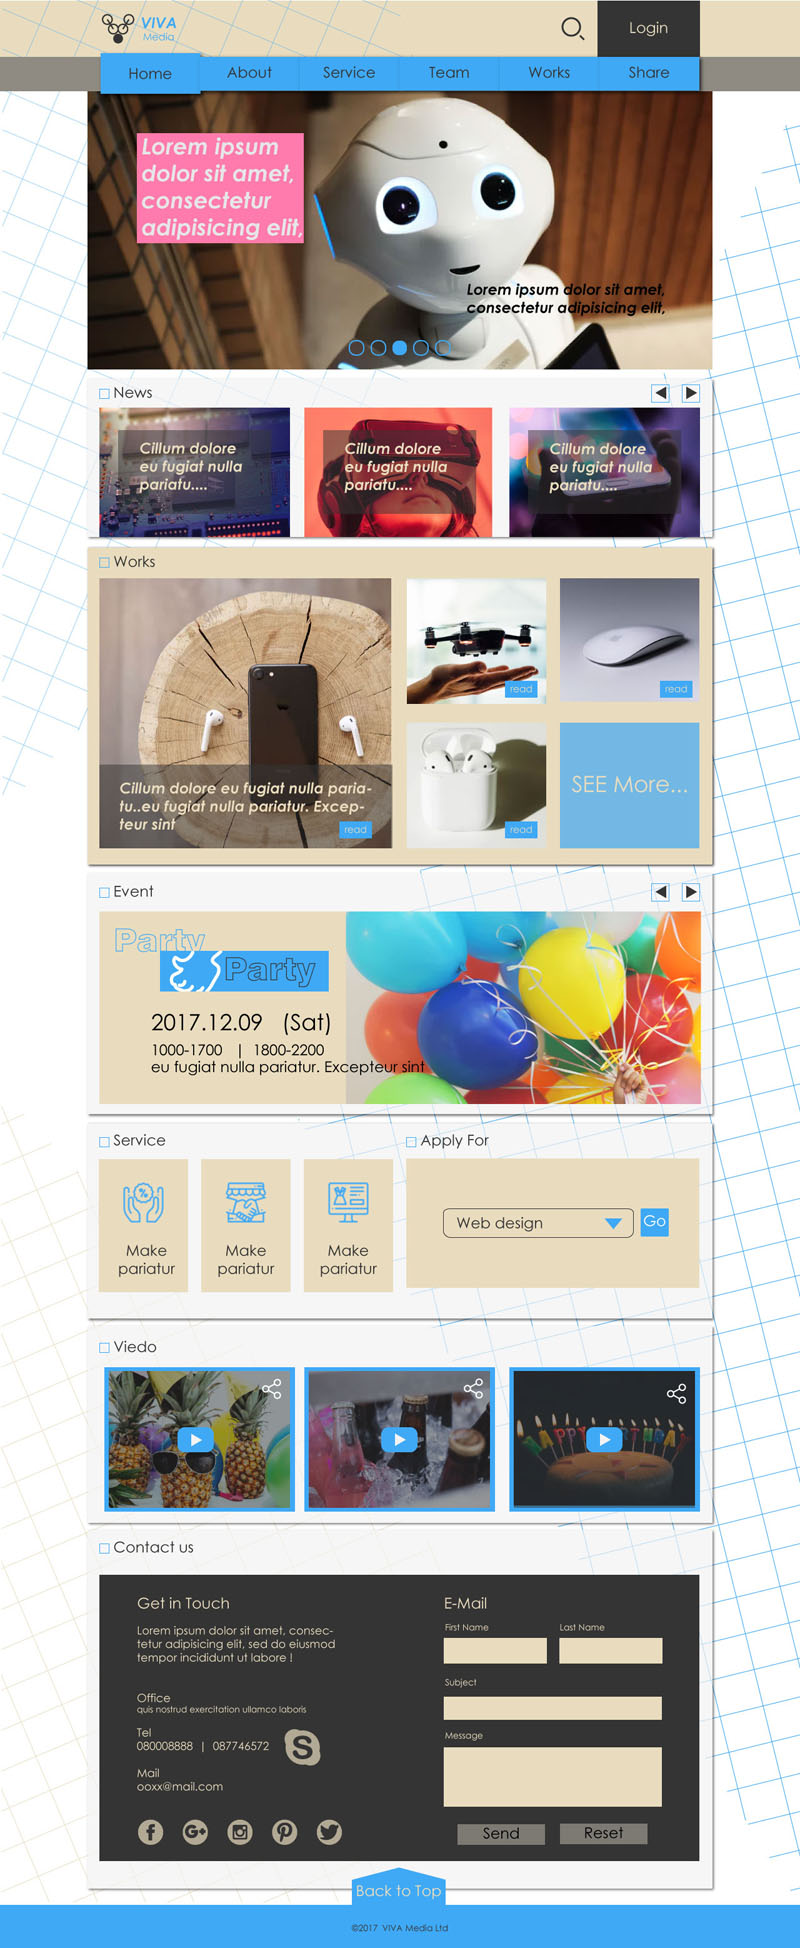 VIVA
Media
Login
Home
About
Service
Team
Works
Share
Lorem ipsum
dolor sit amet,
consectetur
adipisicing elit,
Lorem ipsum dolor sit amet,
consectetur adipisicing elit,
News
Cillum dolore
eu fugiat nulla
pariatu....
Cillum dolore
eu fugiat nulla
pariatu....
Cillum dolore
eu fugiat nulla
pariatu....
Works
Cillum dolore eu fugiat nulla paria-
tu..eu fugiat nulla pariatur. Excep-
teur sint
read
read
read
read
SEE More...
Event
Party
Party
2017.12.09 (Sat)
1000-1700 | 1800-2200
eu fugiat nulla pariatur. Excepteur sint
Service
Make
pariatur
Make
pariatur
Make
pariatur
Apply For
Web design
Go
Viedo
Contact us
Get in Touch
Lorem ipsum dolor sit amet, consec-
tetur adipisicing elit, sed do eiusmod
tempor incididunt ut labore !
Office
quis nostrud exercitation ullamco laboris
Tel
080008888 | 087746572
Mail
ooxx@mail.com
E-Mail
First Name
Last Name
Subject
Message
Send
Reset
Back to Top
©2017 VIVA Media Ltd